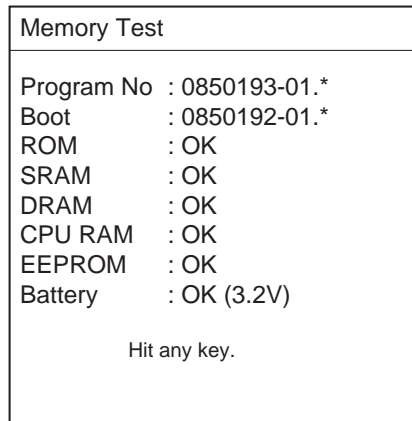 Memory Test
Program No : 0850193-01.*
Boot : 0850192-01.*
ROM : OK
SRAM : OK
DRAM : OK
CPU RAM : OK
EEPROM : OK
Battery : OK (3.2V)
Hit any key.